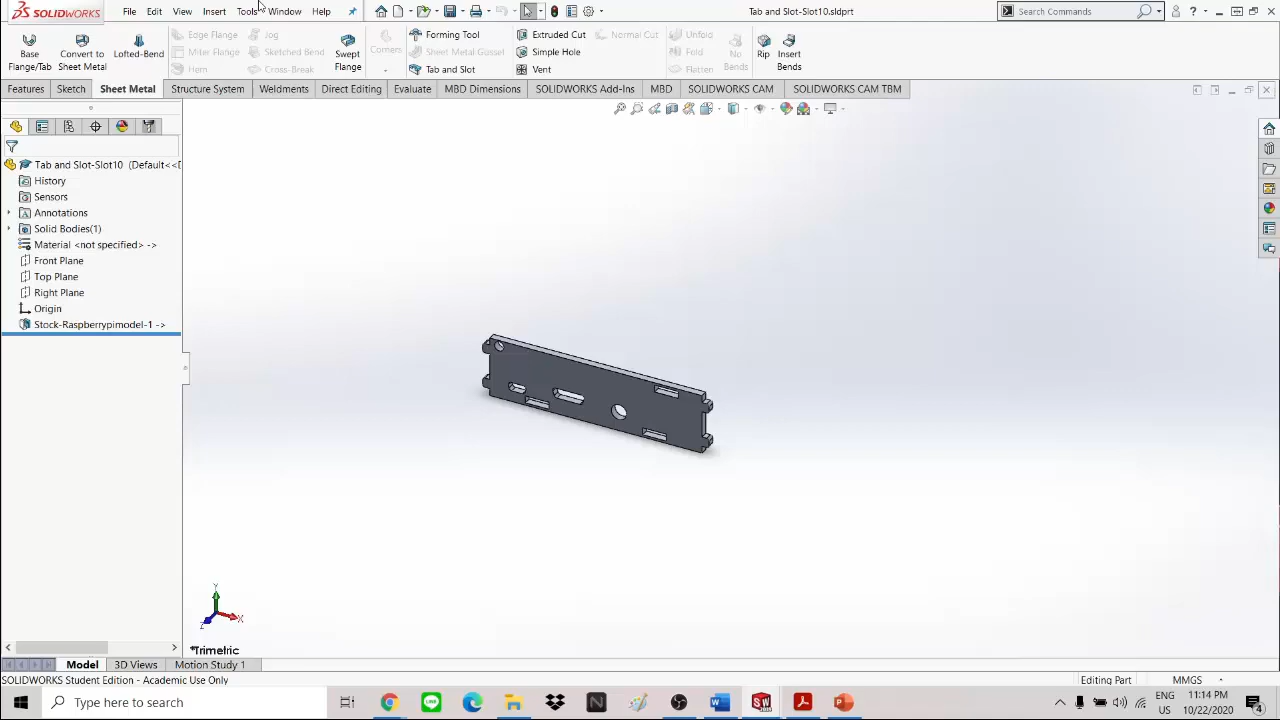 SOLIDWORKS File Edit View Insert Tools Window Help Tab and Slot-Slot10.sldprt Search Commands
Base Flange/Tab
Convert to Sheet Metal
Lofted-Bend
Edge Flange
Miter Flange
Hem
Jog
Sketched Bend
Cross-Break
Swept Flange
Corners
Forming Tool
Sheet Metal Gusset
Tab and Slot
Extruded Cut
Simple Hole
Vent
Normal Cut
Unfold
Fold
Flatten
No Bends
Rip
Insert Bends
Features Sketch Sheet Metal Structure System Weldments Direct Editing Evaluate MBD Dimensions SOLIDWORKS Add-Ins MBD SOLIDWORKS CAM SOLIDWORKS CAM TBM
Tab and Slot-Slot10 (Default<<[
History
Sensors
Annotations
Solid Bodies(1)
Material <not specified> ->
Front Plane
Top Plane
Right Plane
Origin
Stock-Raspberrypimodel-1 ->
Y
X
Z
*Trimetric
Model 3D Views Motion Study 1
SOLIDWORKS Student Edition - Academic Use Only Editing Part MMGS
Type here to search ENG 11:14 PM
US 10/22/2020 4